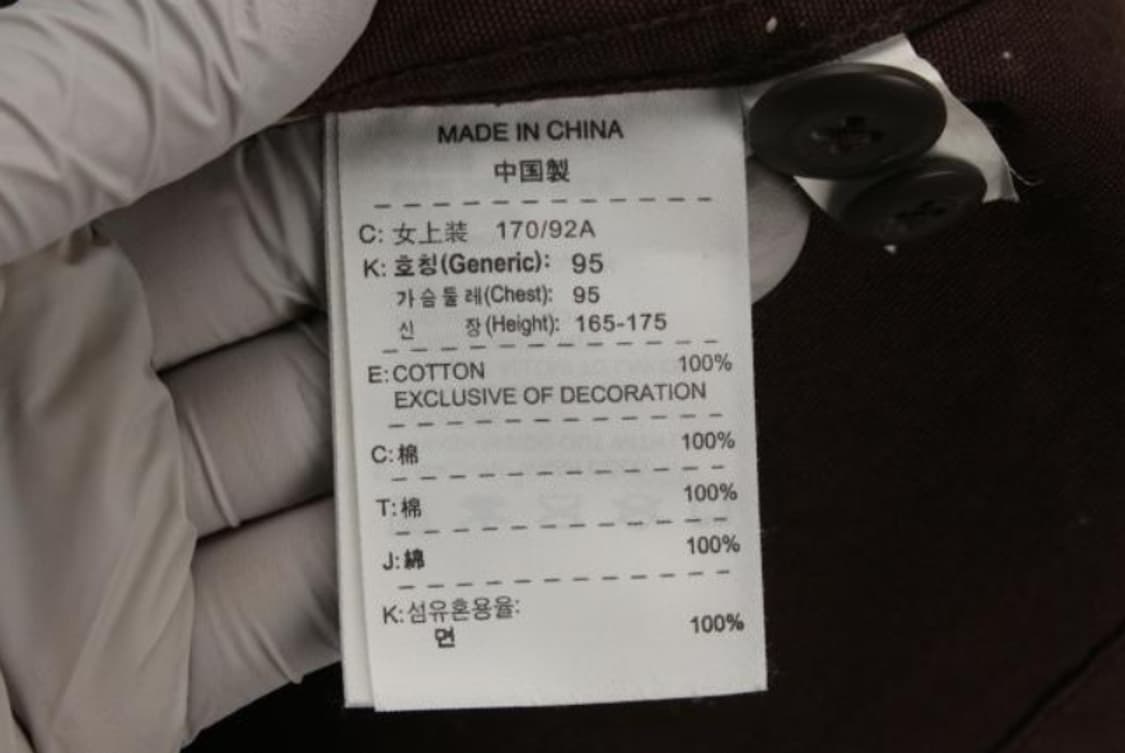 MADE IN CHINA
中国製
C: 女上装 170/92A
K: 호칭(Generic): 95
가슴둘레(Chest): 95
신 장(Height): 165-175
E: COTTON 100%
EXCLUSIVE OF DECORATION
C: 棉 100%
T: 棉 100%
J: 綿 100%
K: 섬유혼용율:
면 100%